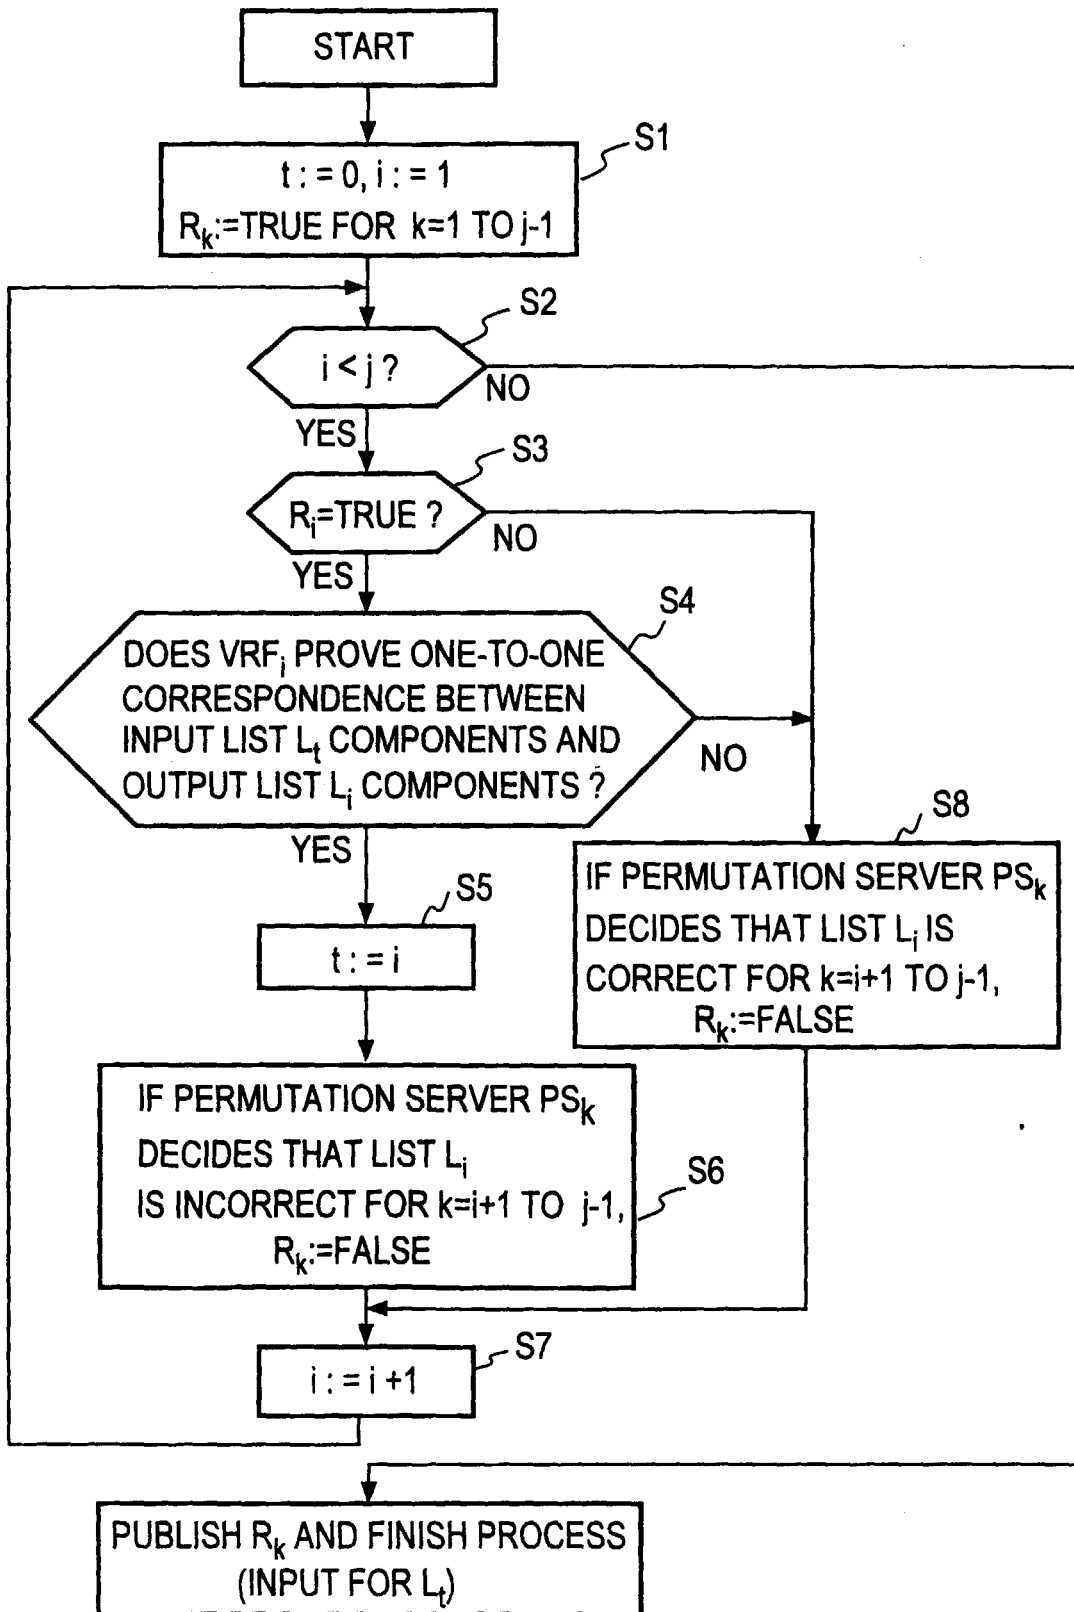 START
S1
t : = 0, i : = 1
Rk:=TRUE FOR k=1 TO j-1
S2
i < j ?
NO
YES
S3
Ri=TRUE ?
NO
YES
S4
DOES VRFi PROVE ONE-TO-ONE
CORRESPONDENCE BETWEEN
INPUT LIST Lt COMPONENTS AND
OUTPUT LIST Li COMPONENTS ?
NO
YES
S8
IF PERMUTATION SERVER PSk
DECIDES THAT LIST Li IS
CORRECT FOR k=i+1 TO j-1,
Rk:=FALSE
S5
t : = i
IF PERMUTATION SERVER PSk
DECIDES THAT LIST Li
IS INCORRECT FOR k=i+1 TO j-1,
Rk:=FALSE
S6
S7
i : = i +1
PUBLISH Rk AND FINISH PROCESS
(INPUT FOR Lt)